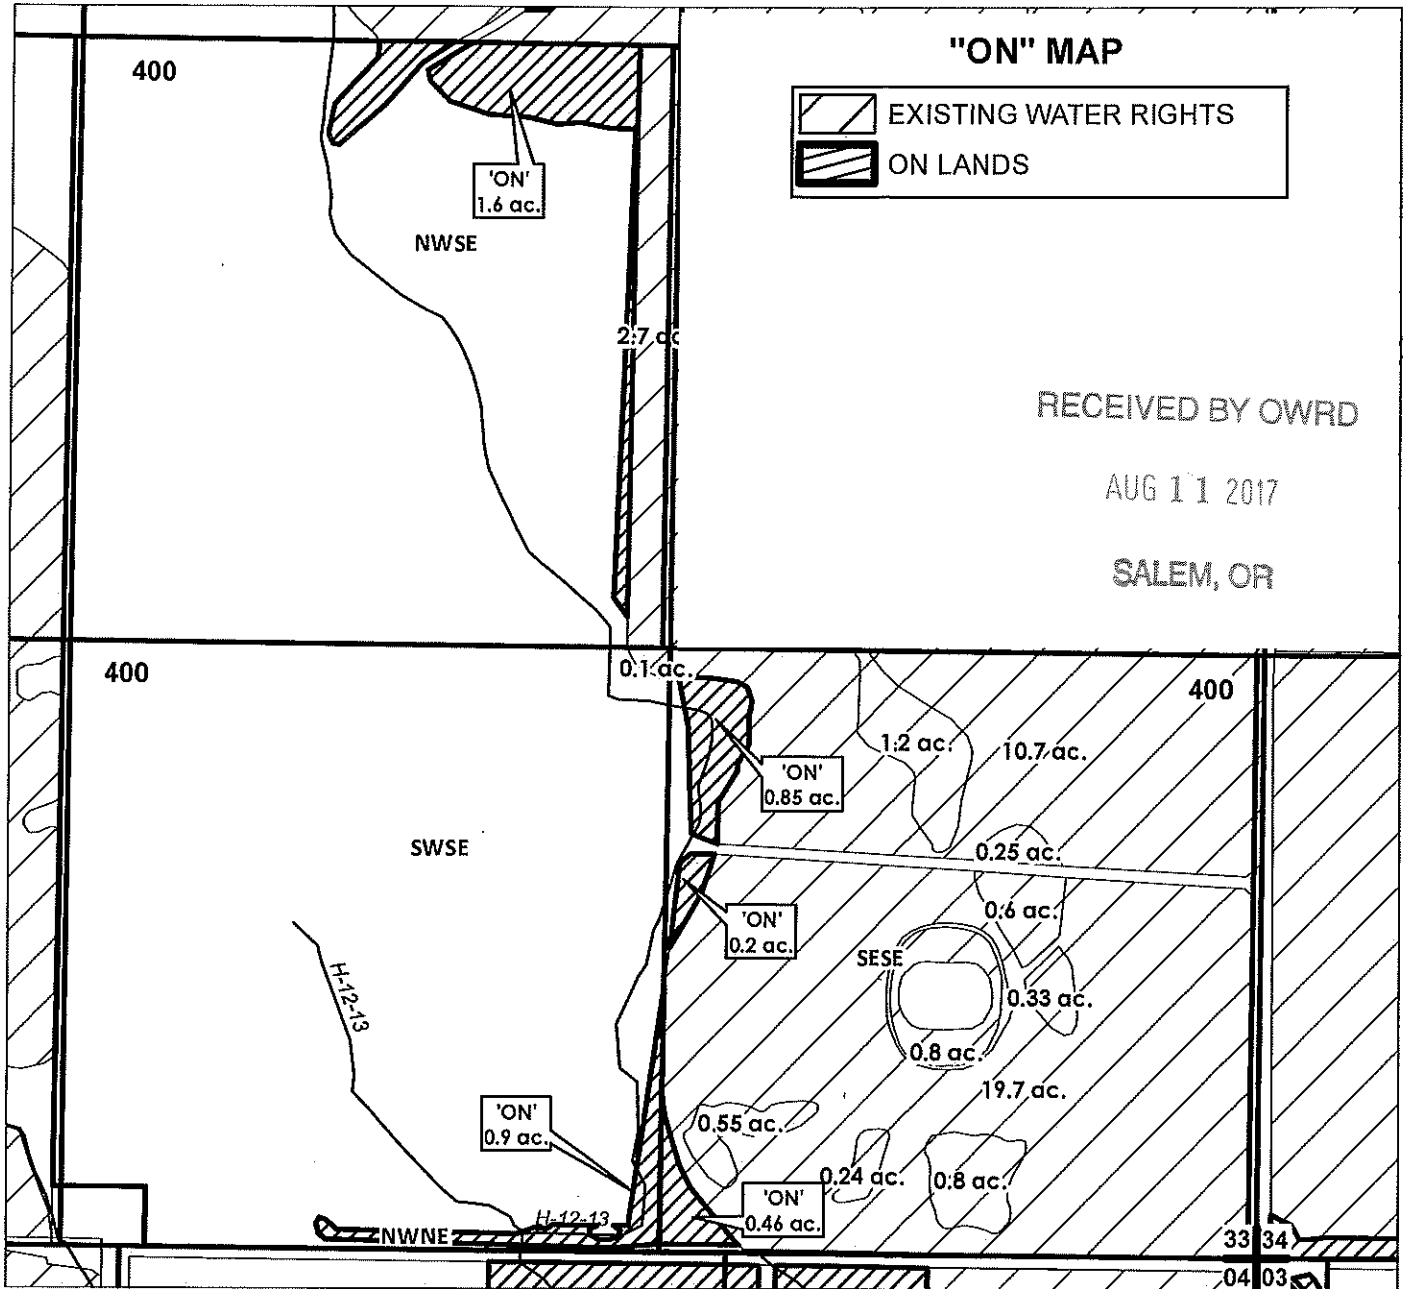 "ON" MAP
EXISTING WATER RIGHTS
ON LANDS
400
'ON'
1.6 ac.
NWSE
2.7 ac
RECEIVED BY OWRD
AUG 11 2017
SALEM, OR
400
0.1 ac.
400
1.2 ac.
10.7 ac.
'ON'
0.85 ac.
SWSE
0.25 ac.
0.6 ac.
'ON'
0.2 ac.
SESE
H-12-13
0.33 ac.
0.8 ac.
19.7 ac.
'ON'
0.9 ac.
0.55 ac.
0.24 ac.
0.8 ac.
'ON'
0.46 ac.
H-12-13
NWNE
33 34
04 03